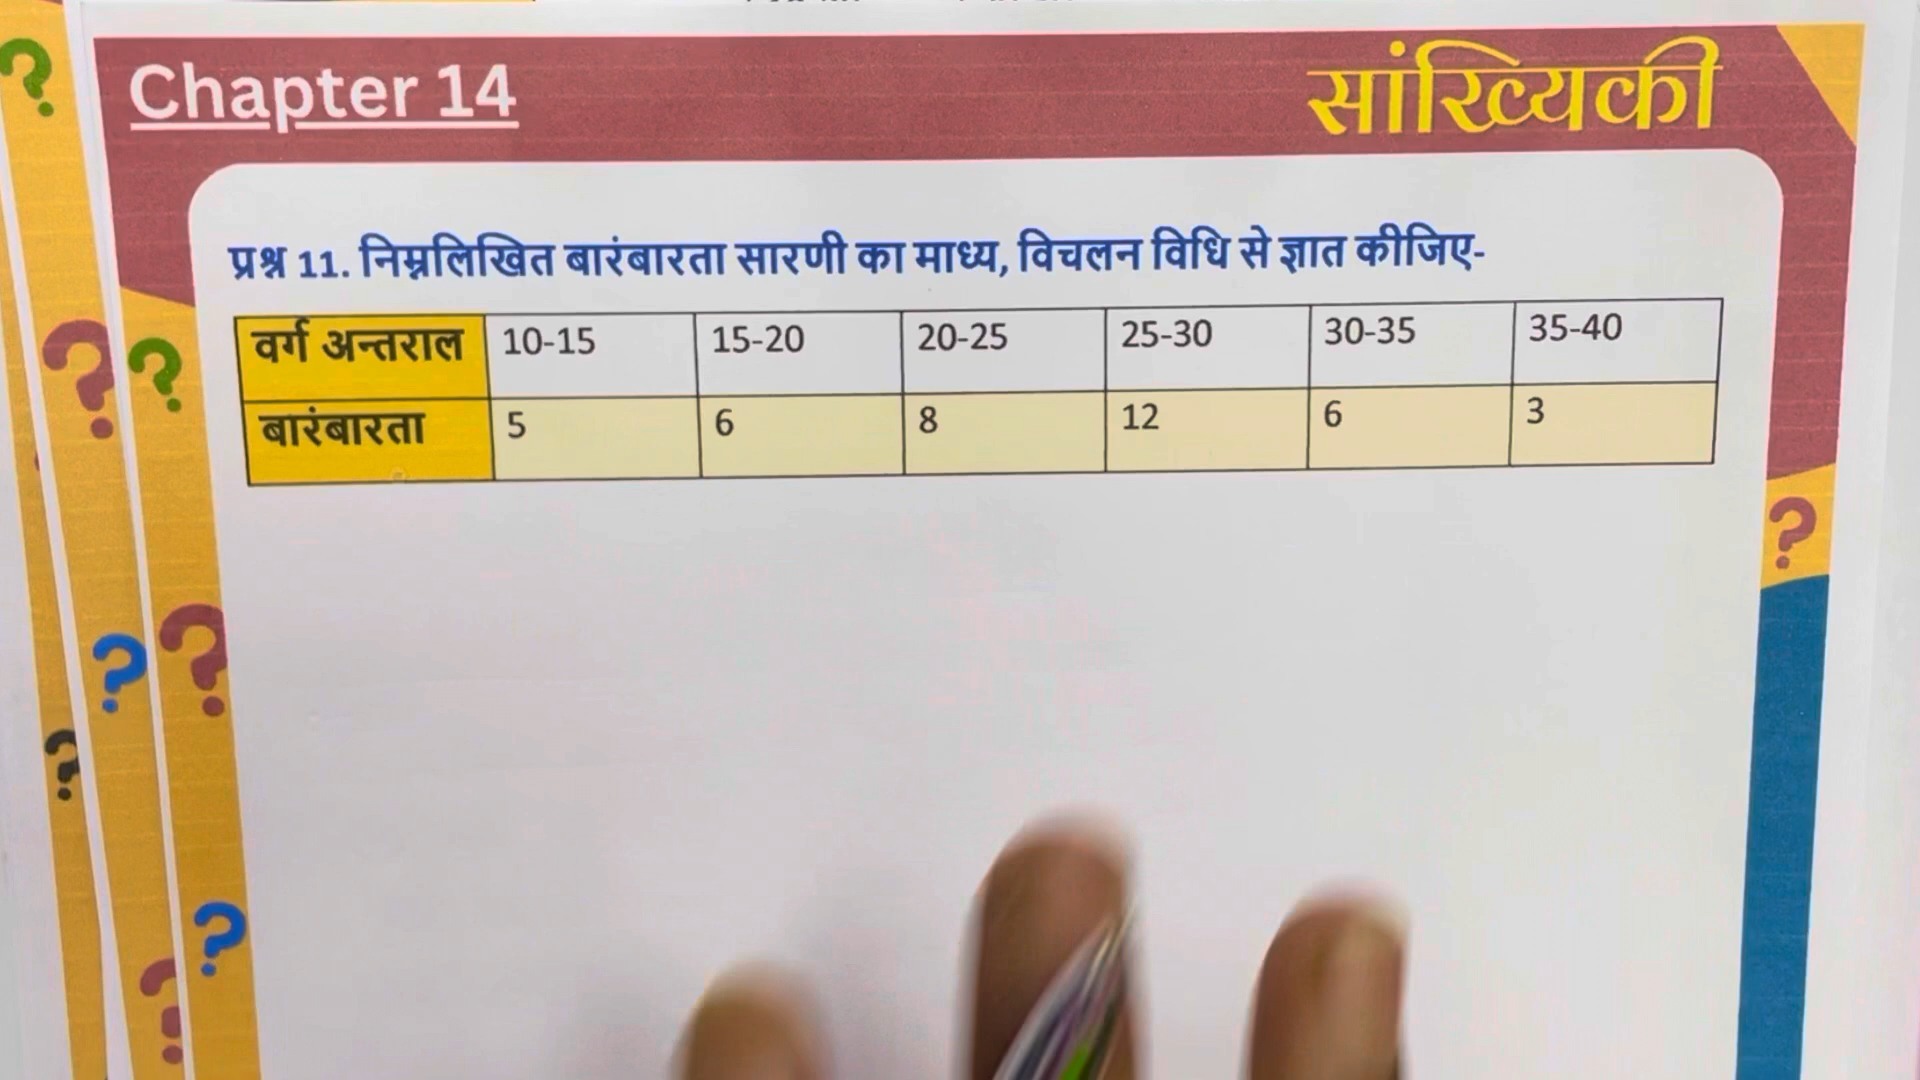 Chapter 14
सांख्यिकी
प्रश्न 11. निम्नलिखित बारंबारता सारणी का माध्य, विचलन विधि से ज्ञात कीजिए-
वर्ग अन्तराल 10-15 15-20 20-25 25-30 30-35 35-40
बारंबारता 5 6 8 12 6 3